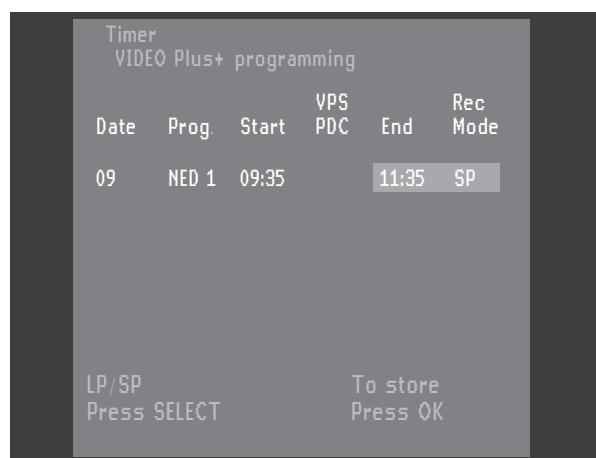 Timer
VIDEO Plus+ programming
VPS Rec
Date Prog. Start PDC End Mode
09 NED 1 09:35 11:35 SP
LP/SP To store
Press SELECT Press OK